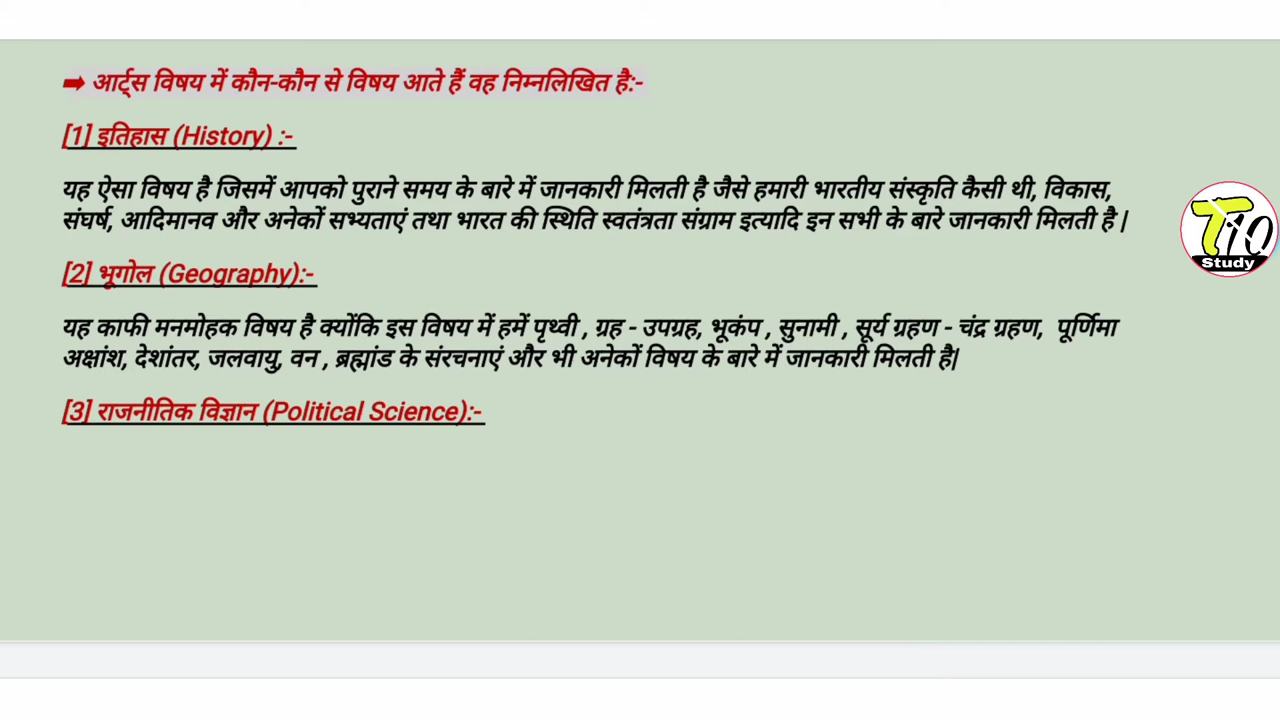 ➡ आर्ट्स विषय में कौन-कौन से विषय आते हैं वह निम्नलिखित है:-
[1] इतिहास (History) :-
यह ऐसा विषय है जिसमें आपको पुराने समय के बारे में जानकारी मिलती है जैसे हमारी भारतीय संस्कृति कैसी थी, विकास,
संघर्ष, आदिमानव और अनेकों सभ्यताएं तथा भारत की स्थिति स्वतंत्रता संग्राम इत्यादि इन सभी के बारे जानकारी मिलती है |
[2] भूगोल (Geography):-
यह काफी मनमोहक विषय है क्योंकि इस विषय में हमें पृथ्वी , ग्रह - उपग्रह, भूकंप , सुनामी , सूर्य ग्रहण - चंद्र ग्रहण, पूर्णिमा
अक्षांश, देशांतर, जलवायु, वन , ब्रह्मांड के संरचनाएं और भी अनेकों विषय के बारे में जानकारी मिलती है|
[3] राजनीतिक विज्ञान (Political Science):-
T10
Study